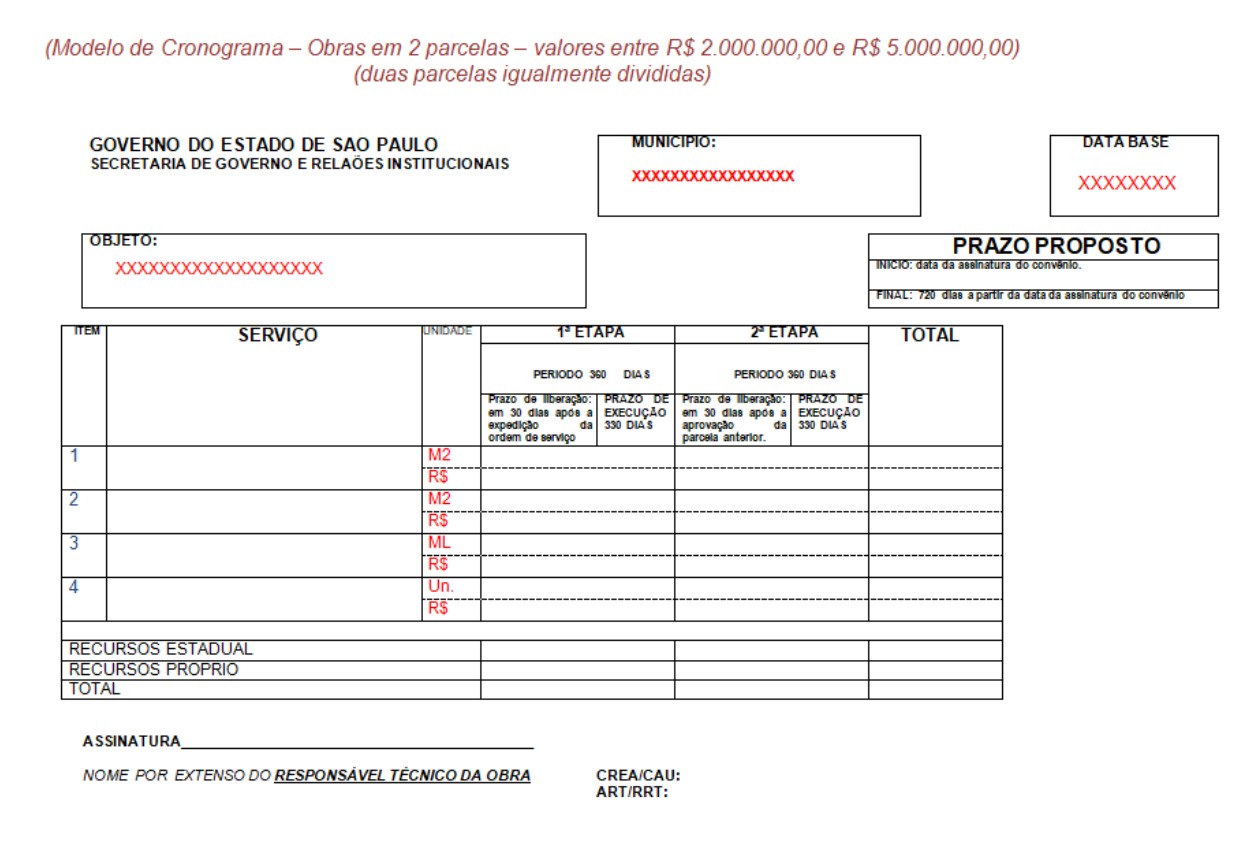 (Modelo de Cronograma – Obras em 2 parcelas – valores entre R$ 2.000.000,00 e R$ 5.000.000,00)
(duas parcelas igualmente divididas)
GOVERNO DO ESTADO DE SAO PAULO
SECRETARIA DE GOVERNO E RELAÕES INSTITUCIONAIS
MUNICIPIO:
XXXXXXXXXXXXXXXXX
DATA BASE
XXXXXXXX
OBJETO:
XXXXXXXXXXXXXXXXXXX
PRAZO PROPOSTO
INICIO: data da assinatura do convênio.
FINAL: 720 dias a partir da data da assinatura do convênio
ITEM SERVIÇO UNIDADE 1ª ETAPA 2ª ETAPA TOTAL
PERIODO 360 DIAS PERIODO 360 DIAS
Prazo de liberação:
em 30 dias após a
expedição da
ordem de serviço
PRAZO DE
EXECUÇÃO
330 DIAS
Prazo de liberação:
em 30 dias após a
aprovação da
parcela anterior.
PRAZO DE
EXECUÇÃO
330 DIAS
1 M2
R$
2 M2
R$
3 ML
R$
4 Un.
R$
RECURSOS ESTADUAL
RECURSOS PROPRIO
TOTAL
ASSINATURA
NOME POR EXTENSO DO RESPONSÁVEL TÉCNICO DA OBRA
CREA/CAU:
ART/RRT: